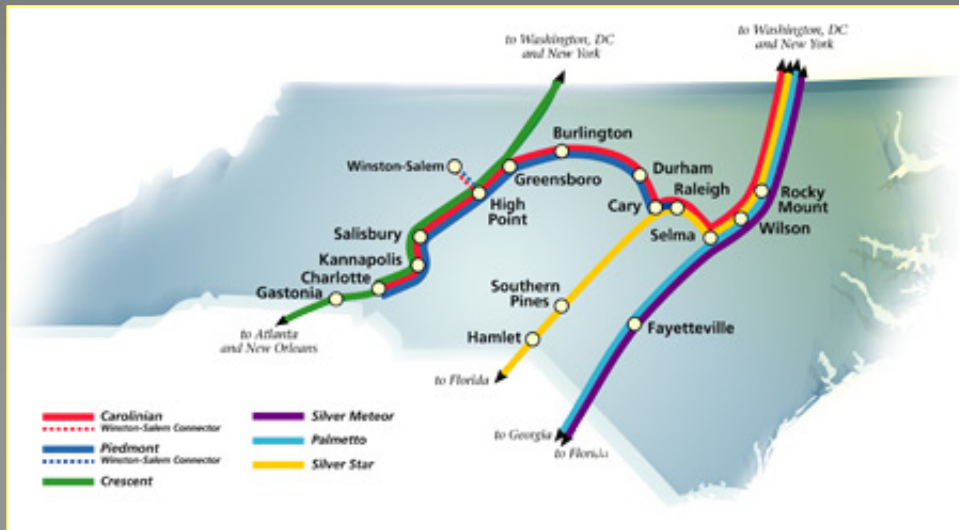 to Washington, DC
and New York
to Washington, DC
and New York
Burlington
Winston-Salem
Greensboro
Durham
Raleigh
High
Point
Cary
Rocky
Mount
Salisbury
Selma
Wilson
Kannapolis
Charlotte
Gastonia
Southern
Pines
Fayetteville
Hamlet
to Atlanta
and New Orleans
to Florida
to Georgia
to Florida
Carolinian
Winston-Salem Connector
Piedmont
Winston-Salem Connector
Crescent
Silver Meteor
Palmetto
Silver Star